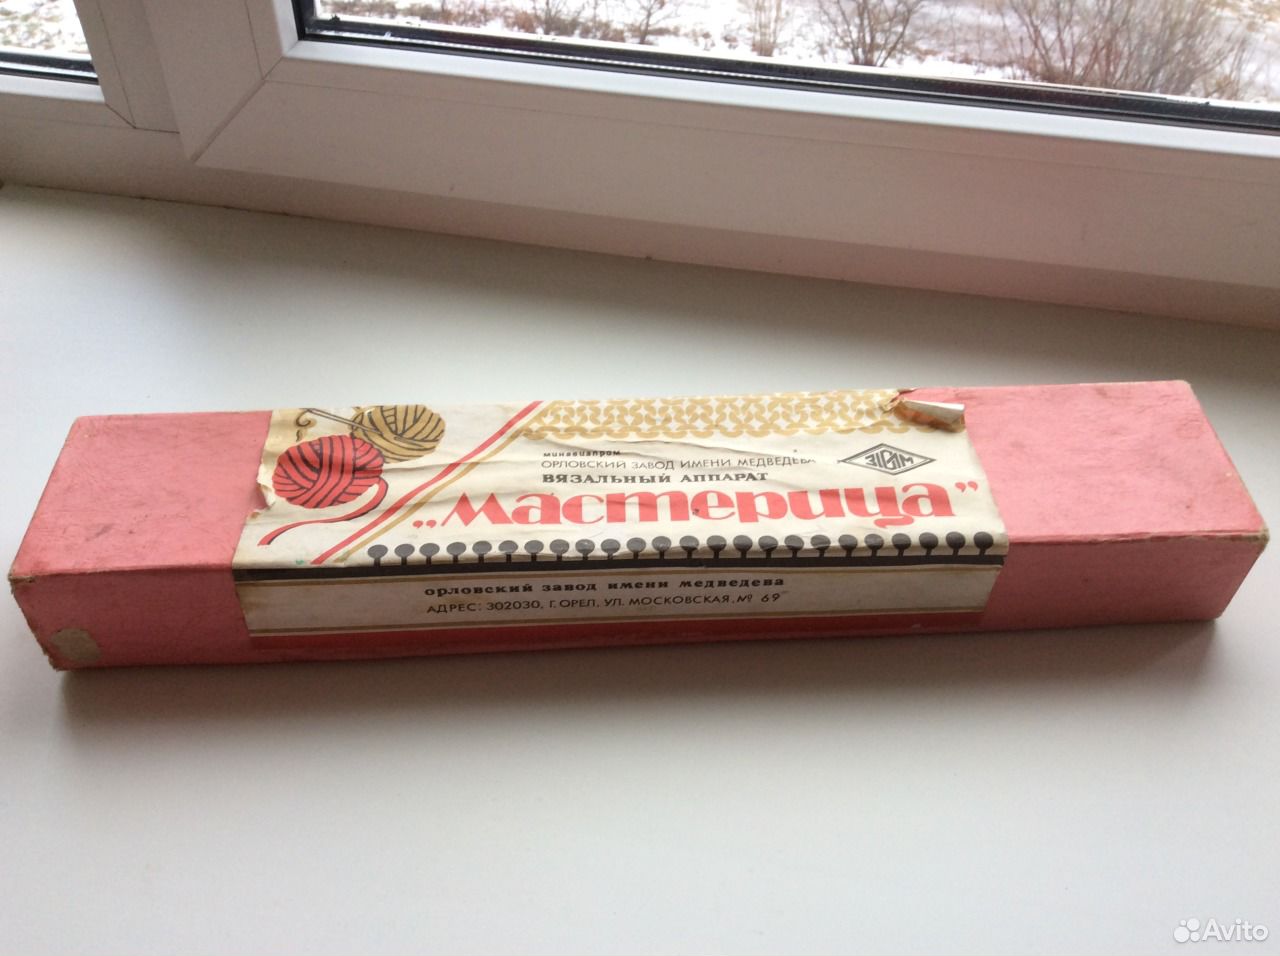 минавиапром
ОРЛОВСКИЙ ЗАВОД ИМЕНИ МЕДВЕДЕВА
ВЯЗАЛЬНЫЙ АППАРАТ
„Мастерица”
орловский завод имени медведева
АДРЕС: 302030, Г. ОРЕЛ, УЛ. МОСКОВСКАЯ, № 69
Avito